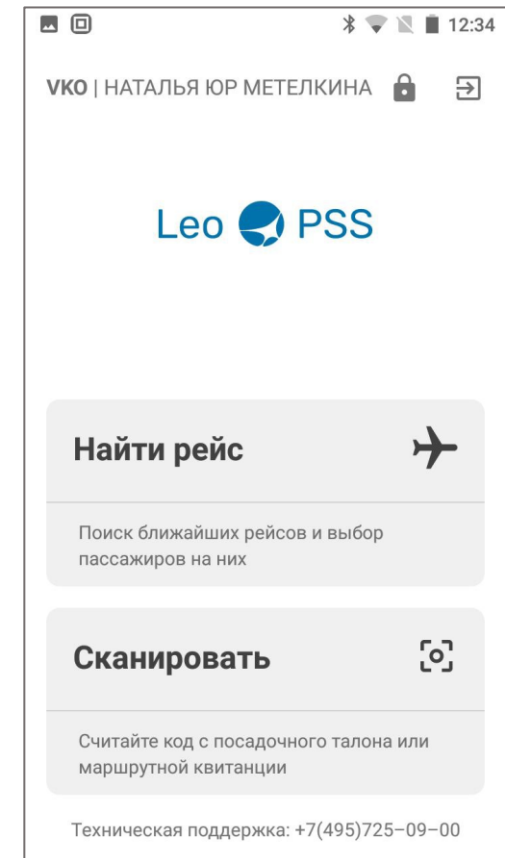 12:34
VKO | НАТАЛЬЯ ЮР МЕТЕЛКИНА
Leo PSS
Найти рейс
Поиск ближайших рейсов и выбор
пассажиров на них
Сканировать
Считайте код с посадочного талона или
маршрутной квитанции
Техническая поддержка: +7(495)725-09-00